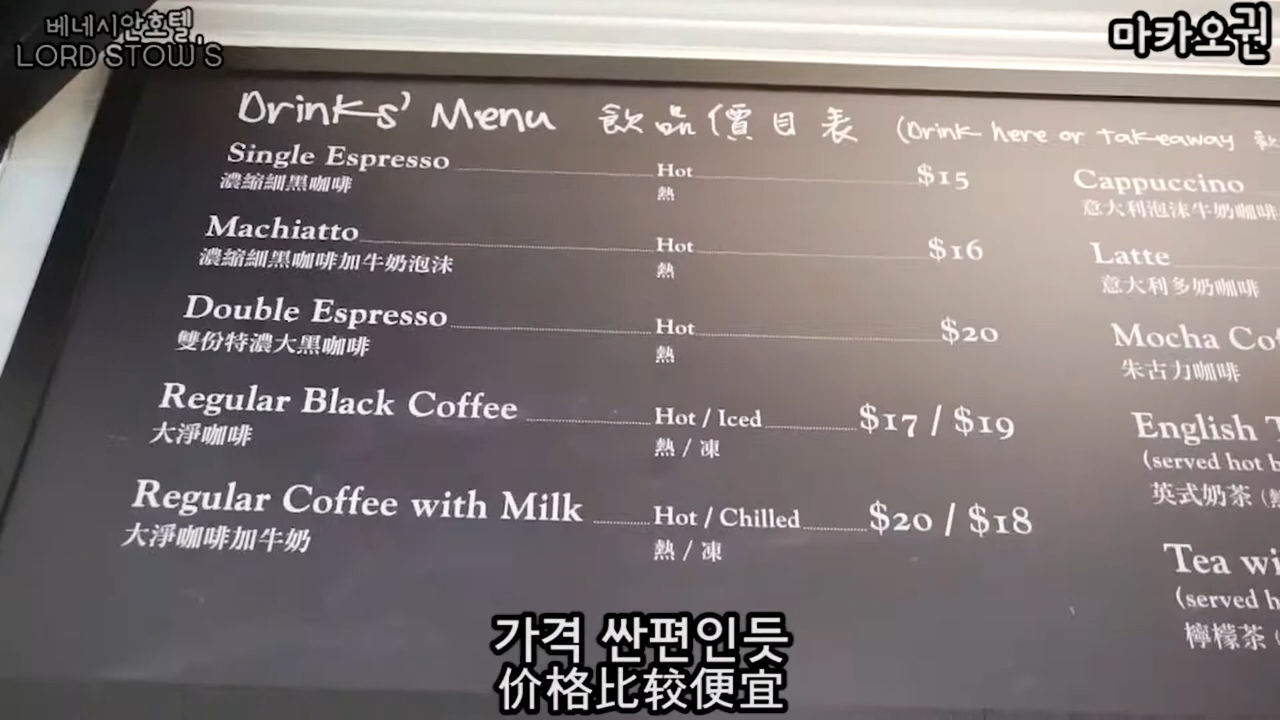 베네시안호텔,
LORD STOW'S
마카오권
Drinks' Menu 飲品價目表 (Drink here or takeaway
Single Espresso Hot $15
濃縮細黑咖啡 熱
Machiatto Hot $16
濃縮細黑咖啡加牛奶泡沫 熱
Double Espresso Hot $20
雙份特濃大黑咖啡 熱
Regular Black Coffee Hot / Iced $17 / $19
大淨咖啡 熱 / 凍
Regular Coffee with Milk Hot / Chilled $20 / $18
大淨咖啡加牛奶 熱 / 凍
Cappuccino
意大利泡沫牛奶咖啡
Latte
意大利多奶咖啡
Mocha
朱古力咖啡
English
(served hot
英式奶茶
Tea
(served
檸檬茶
가격 싼편인듯
价格比较便宜